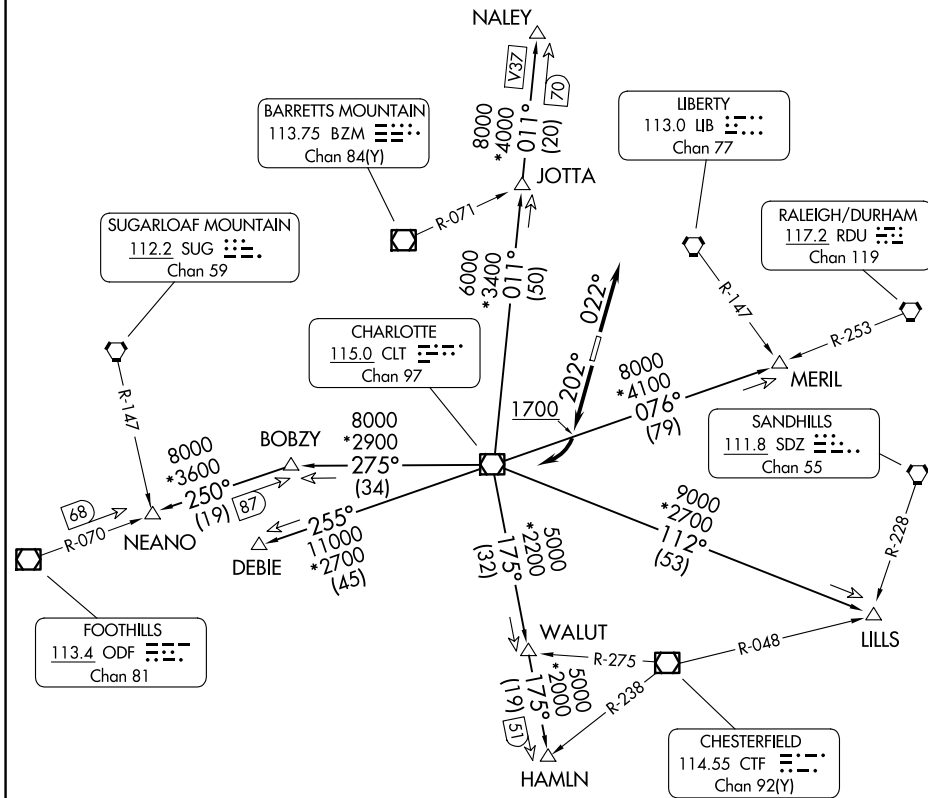 NALEY
V37
70
8000
*4000
011°
(20)
BARRETTS MOUNTAIN
113.75 BZM
Chan 84(Y)
LIBERTY
113.0 LIB
Chan 77
JOTTA
R-071
SUGARLOAF MOUNTAIN
112.2 SUG
Chan 59
RALEIGH/DURHAM
117.2 RDU
Chan 119
6000
*3400
011°
(50)
022°
202°
R-147
R-253
CHARLOTTE
115.0 CLT
Chan 97
MERIL
R-147
1700
8000
*4100
076°
(79)
SANDHILLS
111.8 SDZ
Chan 55
BOBZY
8000
*2900
275°
(34)
8000
*3600
250°
(19)
87
68
R-070
NEANO
DEBIE
255°
11000
*2700
(45)
5000
*2200
175°
(32)
9000
*2700
112°
(53)
R-228
LILLS
FOOTHILLS
113.4 ODF
Chan 81
WALUT
R-275
R-048
R-238
5000
*2000
175°
(19)
51
HAMLN
CHESTERFIELD
114.55 CTF
Chan 92(Y)